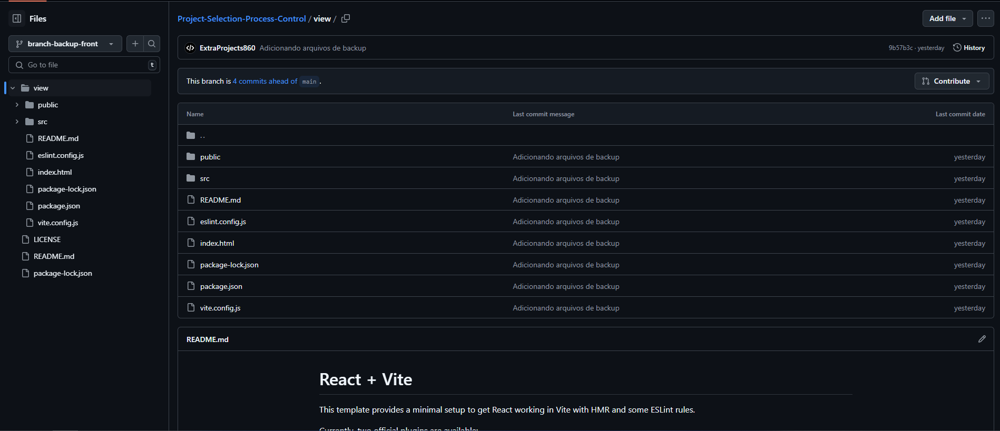 Files
branch-backup-front
Go to file
t
view
public
src
README.md
eslint.config.js
index.html
package-lock.json
package.json
vite.config.js
LICENSE
README.md
package-lock.json
Project-Selection-Process-Control / view /
Add file
ExtraProjects860 Adicionando arquivos de backup
9b57b3c · yesterday
History
This branch is 4 commits ahead of main .
Contribute
Name Last commit message Last commit date
..
public Adicionando arquivos de backup yesterday
src Adicionando arquivos de backup yesterday
README.md Adicionando arquivos de backup yesterday
eslint.config.js Adicionando arquivos de backup yesterday
index.html Adicionando arquivos de backup yesterday
package-lock.json Adicionando arquivos de backup yesterday
package.json Adicionando arquivos de backup yesterday
vite.config.js Adicionando arquivos de backup yesterday
README.md
React + Vite
This template provides a minimal setup to get React working in Vite with HMR and some ESLint rules.
Currently, two official plugins are available: